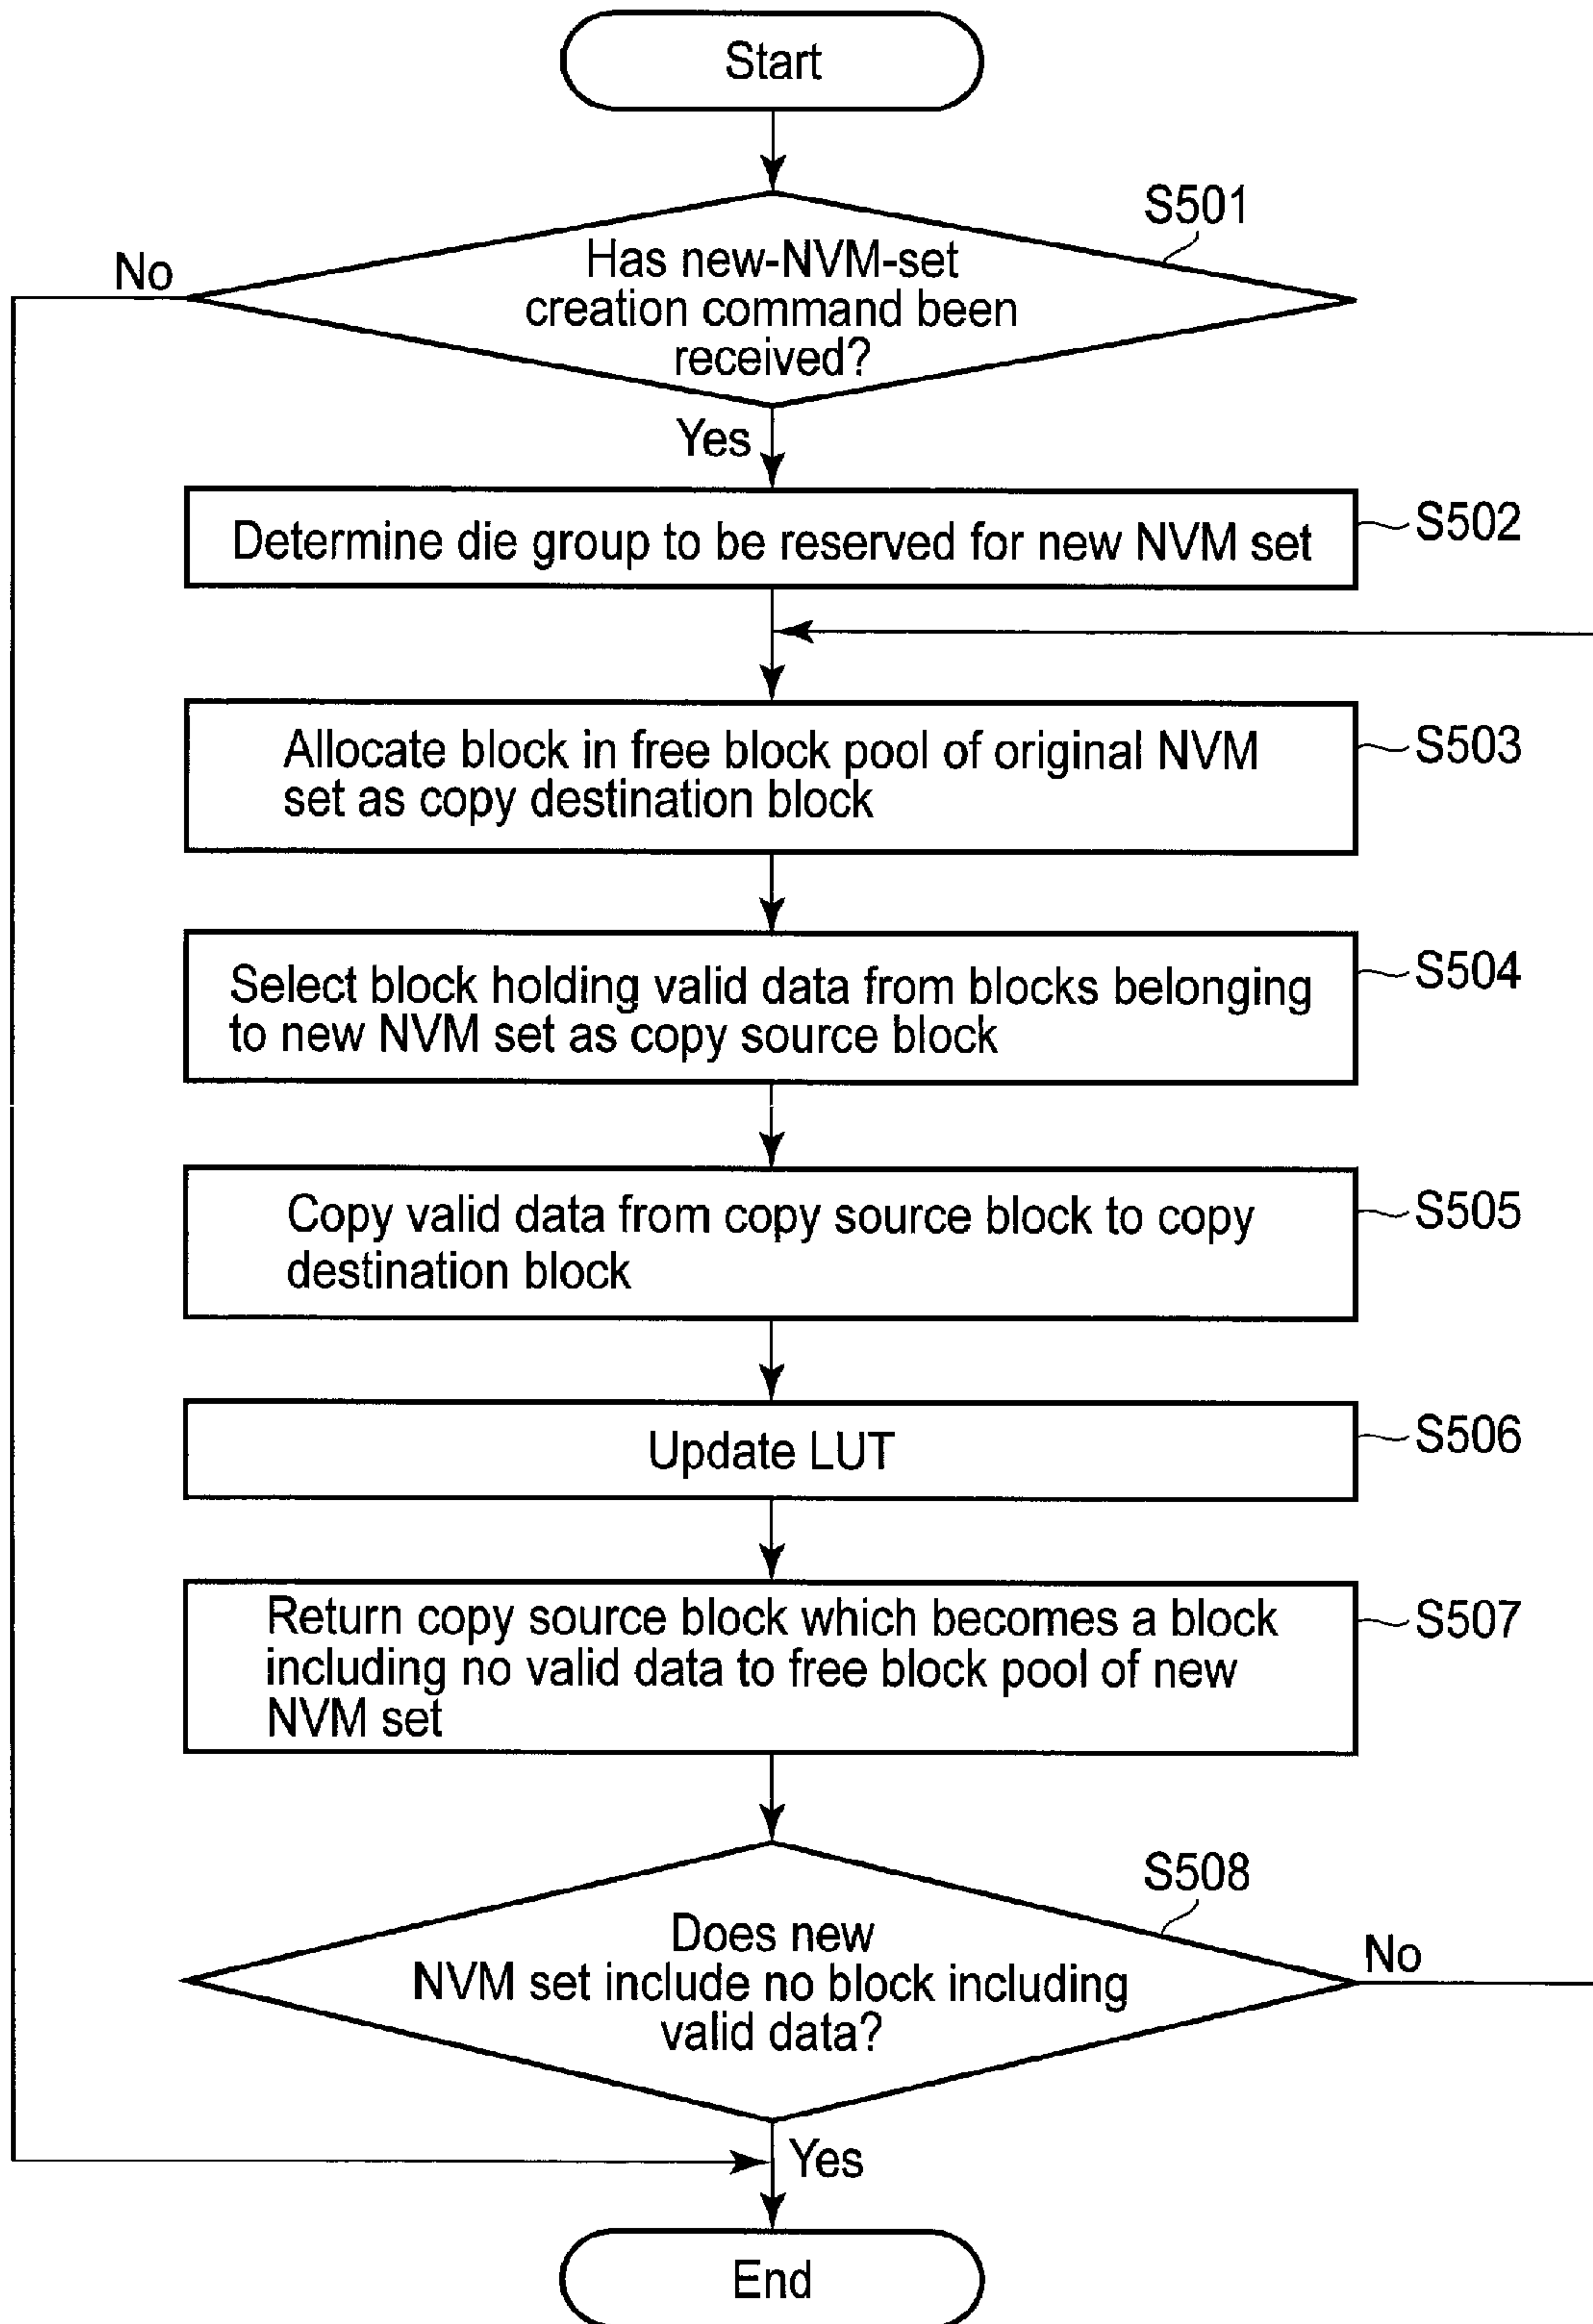 Start
S501
No
Has new-NVM-set
creation command been
received?
Yes
Determine die group to be reserved for new NVM set
S502
Allocate block in free block pool of original NVM
set as copy destination block
S503
Select block holding valid data from blocks belonging
to new NVM set as copy source block
S504
Copy valid data from copy source block to copy
destination block
S505
Update LUT
S506
Return copy source block which becomes a block
including no valid data to free block pool of new
NVM set
S507
S508
Does new
NVM set include no block including
valid data?
No
Yes
End